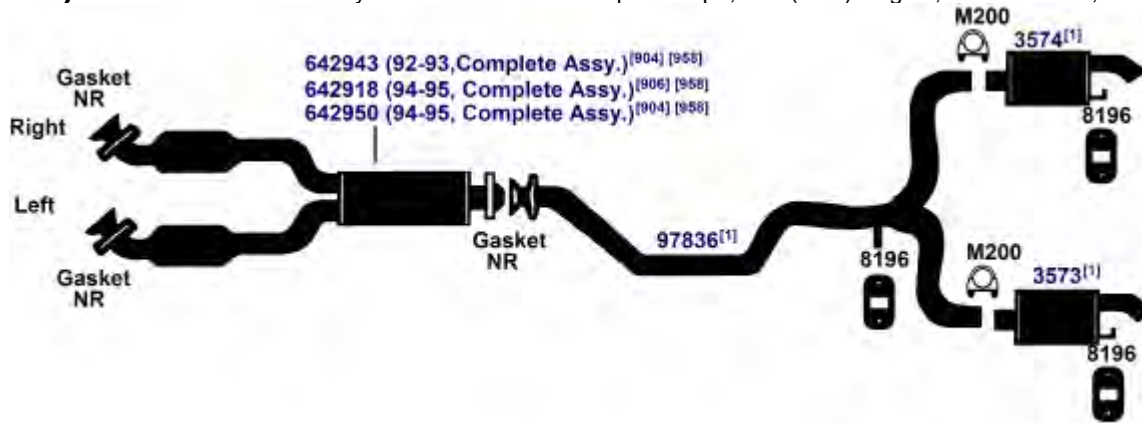 M200
3574[1]
642943 (92-93,Complete Assy.)[904] [958]
Gasket
NR
642918 (94-95, Complete Assy.)[906] [958]
642950 (94-95, Complete Assy.)[904] [958]
Right
8196
Left
Gasket
NR
97836[1]
8196
M200
3573[1]
Gasket
NR
8196